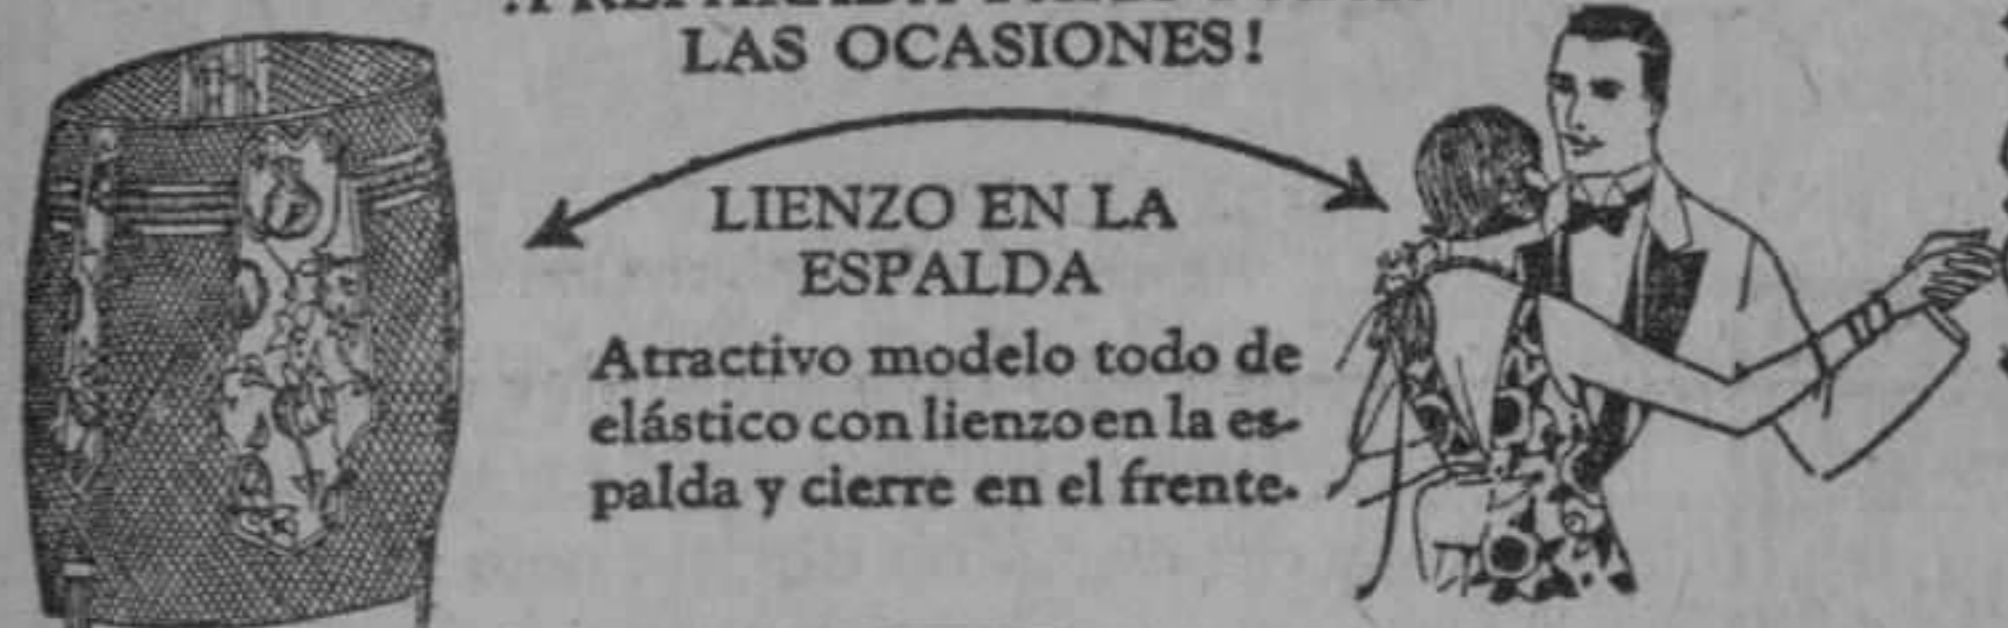 LAS OCASIONES!
LIENZO EN LA
ESPALDA
Atractivo modelo todo de
elástico con lienzo en la es-
palda y cierre en el frente.